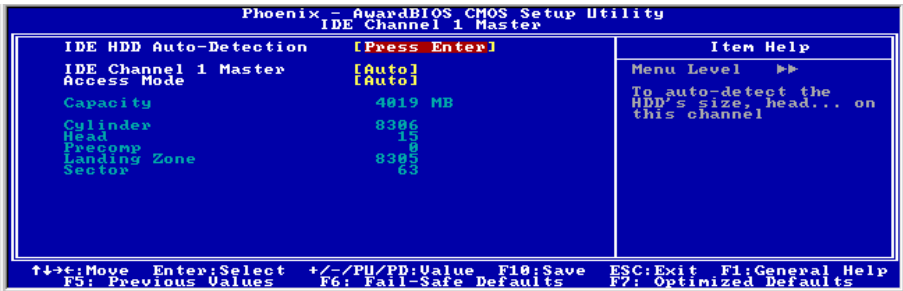 Phoenix - AwardBIOS CMOS Setup Utility
IDE Channel 1 Master
IDE HDD Auto-Detection [Press Enter]
IDE Channel 1 Master [Auto]
Access Mode [Auto]
Capacity 4019 MB
Cylinder 8306
Head 15
Precomp 0
Landing Zone 8305
Sector 63
Item Help
Menu Level ▶▶
To auto-detect the
HDD's size, head... on
this channel
↑↓→←:Move Enter:Select +/-/PU/PD:Value F10:Save ESC:Exit F1:General Help
F5: Previous Values F6: Fail-Safe Defaults F7: Optimized Defaults